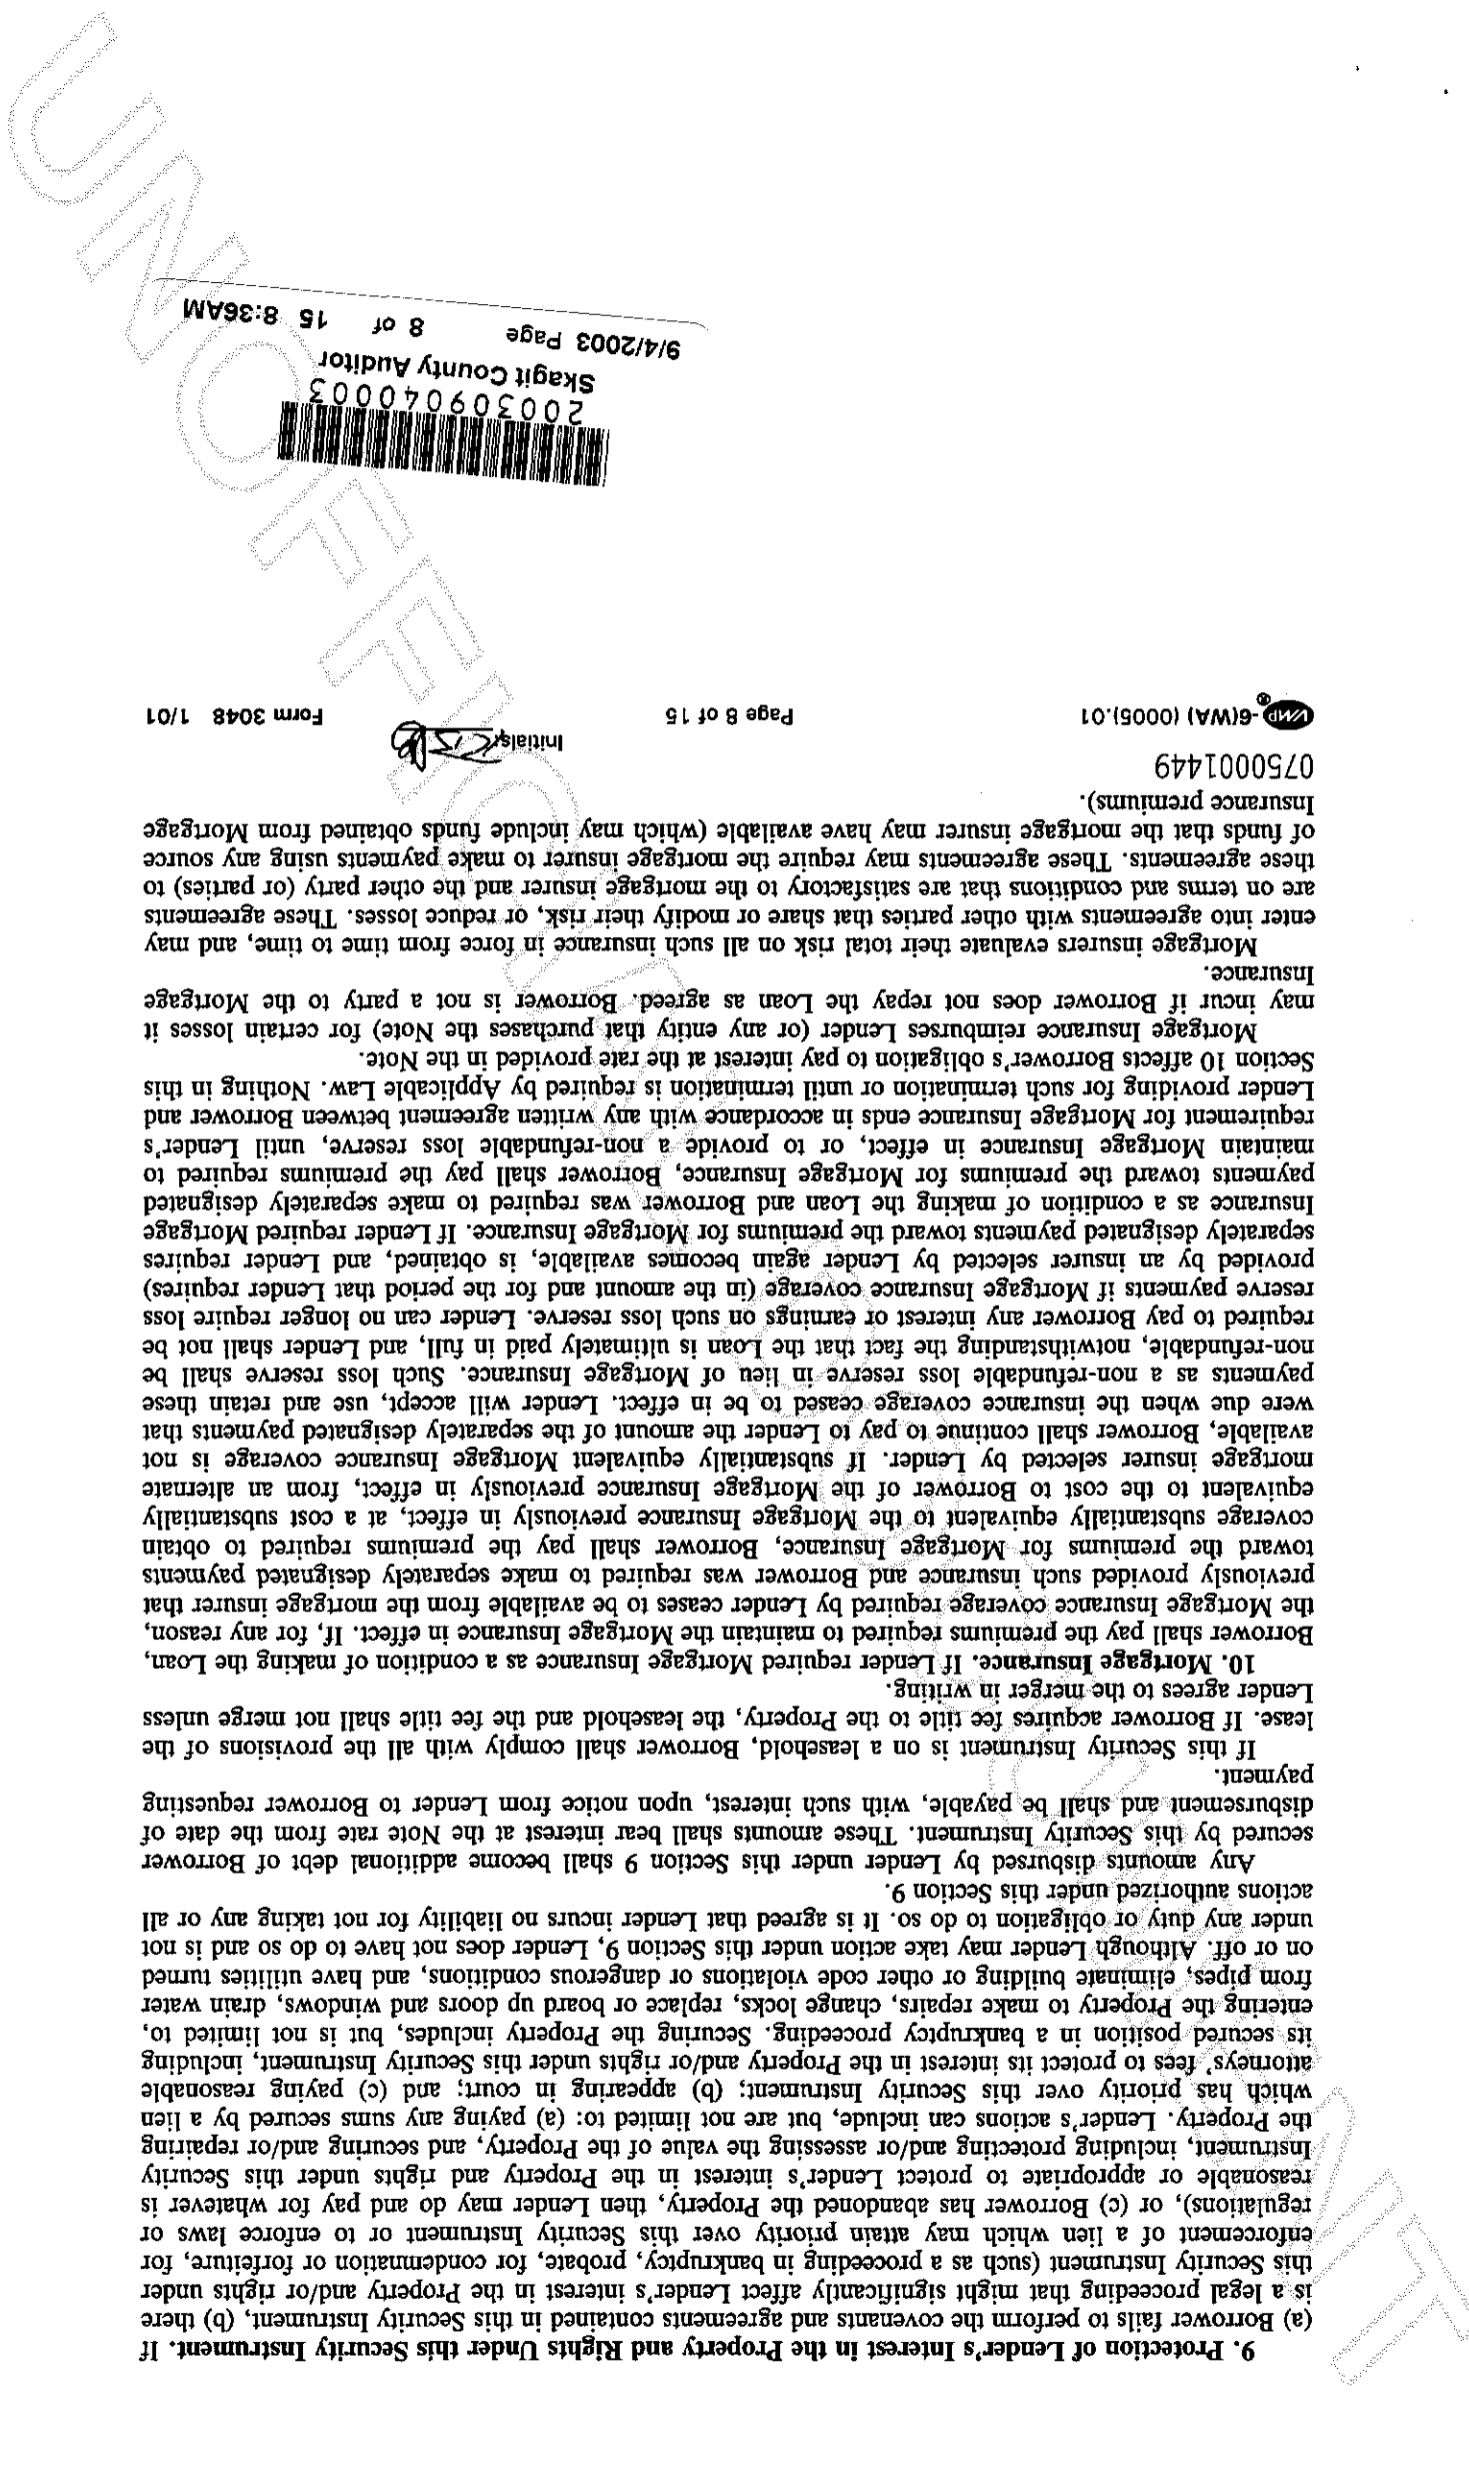 9. Protection of Lender's Interest in the Property and Rights Under this Security Instrument. If
(a) Borrower fails to perform the covenants and agreements contained in this Security Instrument, (b) there
is a legal proceeding that might significantly affect Lender's interest in the Property and/or rights under
this Security Instrument (such as a proceeding in bankruptcy, probate, for condemnation or forfeiture, for
enforcement of a lien which may attain priority over this Security Instrument or to enforce laws or
regulations), or (c) Borrower has abandoned the Property, then Lender may do and pay for whatever is
reasonable or appropriate to protect Lender's interest in the Property and rights under this Security
Instrument, including protecting and/or assessing the value of the Property, and securing and/or repairing
the Property. Lender's actions can include, but are not limited to: (a) paying any sums secured by a lien
which has priority over this Security Instrument; (b) appearing in court; and (c) paying reasonable
attorneys' fees to protect its interest in the Property and/or rights under this Security Instrument, including
its secured position in a bankruptcy proceeding. Securing the Property includes, but is not limited to,
entering the Property to make repairs, change locks, replace or board up doors and windows, drain water
from pipes, eliminate building or other code violations or dangerous conditions, and have utilities turned
on or off. Although Lender may take action under this Section 9, Lender does not have to do so and is not
under any duty or obligation to do so. It is agreed that Lender incurs no liability for not taking any or all
actions authorized under this Section 9.
Any amounts disbursed by Lender under this Section 9 shall become additional debt of Borrower
secured by this Security Instrument. These amounts shall bear interest at the Note rate from the date of
disbursement and shall be payable, with such interest, upon notice from Lender to Borrower requesting
payment.
If this Security Instrument is on a leasehold, Borrower shall comply with all the provisions of the
lease. If Borrower acquires fee title to the Property, the leasehold and the fee title shall not merge unless
Lender agrees to the merger in writing.
10. Mortgage Insurance. If Lender required Mortgage Insurance as a condition of making the Loan,
Borrower shall pay the premiums required to maintain the Mortgage Insurance in effect. If, for any reason,
the Mortgage Insurance coverage required by Lender ceases to be available from the mortgage insurer that
previously provided such insurance and Borrower was required to make separately designated payments
toward the premiums for Mortgage Insurance, Borrower shall pay the premiums required to obtain
coverage substantially equivalent to the Mortgage Insurance previously in effect, at a cost substantially
equivalent to the cost to Borrower of the Mortgage Insurance previously in effect, from an alternate
mortgage insurer selected by Lender. If substantially equivalent Mortgage Insurance coverage is not
available, Borrower shall continue to pay to Lender the amount of the separately designated payments that
were due when the insurance coverage ceased to be in effect. Lender will accept, use and retain these
payments as a non-refundable loss reserve in lieu of Mortgage Insurance. Such loss reserve shall be
non-refundable, notwithstanding the fact that the Loan is ultimately paid in full, and Lender shall not be
required to pay Borrower any interest or earnings on such loss reserve. Lender can no longer require loss
reserve payments if Mortgage Insurance coverage (in the amount and for the period that Lender requires)
provided by an insurer selected by Lender again becomes available, is obtained, and Lender requires
separately designated payments toward the premiums for Mortgage Insurance. If Lender required Mortgage
Insurance as a condition of making the Loan and Borrower was required to make separately designated
payments toward the premiums for Mortgage Insurance, Borrower shall pay the premiums required to
maintain Mortgage Insurance in effect, or to provide a non-refundable loss reserve, until Lender's
requirement for Mortgage Insurance ends in accordance with any written agreement between Borrower and
Lender providing for such termination or until termination is required by Applicable Law. Nothing in this
Section 10 affects Borrower's obligation to pay interest at the rate provided in the Note.
Mortgage Insurance reimburses Lender (or any entity that purchases the Note) for certain losses it
may incur if Borrower does not repay the Loan as agreed. Borrower is not a party to the Mortgage
Insurance.
Mortgage insurers evaluate their total risk on all such insurance in force from time to time, and may
enter into agreements with other parties that share or modify their risk, or reduce losses. These agreements
are on terms and conditions that are satisfactory to the mortgage insurer and the other party (or parties) to
these agreements. These agreements may require the mortgage insurer to make payments using any source
of funds that the mortgage insurer may have available (which may include funds obtained from Mortgage
Insurance premiums).
0750001449
Initials
VMP -6(WA) (0005).01 Page 8 of 15 Form 3048 1/01
200309040003
Skagit County Auditor
9/4/2003 Page 8 of 15 8:36AM
UNOFFICIAL DOCUMENT